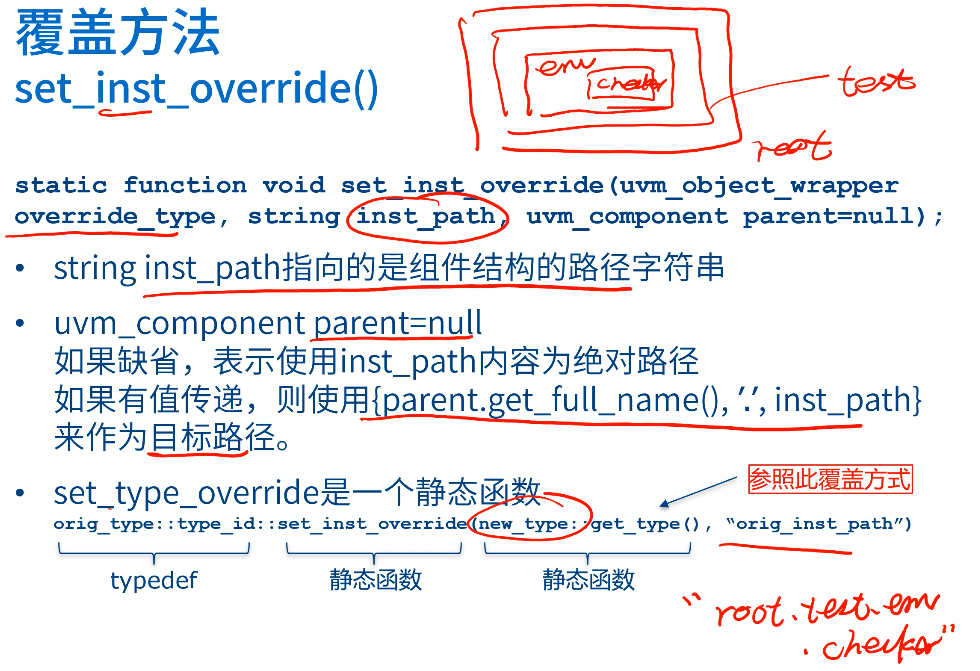 覆盖方法
set_inst_override()
env
checker
test
root
static function void set_inst_override(uvm_object_wrapper
override_type, string inst_path, uvm_component parent=null);
• string inst_path指向的是组件结构的路径字符串
• uvm_component parent=null
如果缺省，表示使用inst_path内容为绝对路径
如果有值传递，则使用{parent.get_full_name(), '.', inst_path}
来作为目标路径。
• set_type_override是一个静态函数
参照此覆盖方式
orig_type::type_id::set_inst_override(new_type::get_type(), “orig_inst_path”)
typedef
静态函数
静态函数
“root.test.env
.checker”